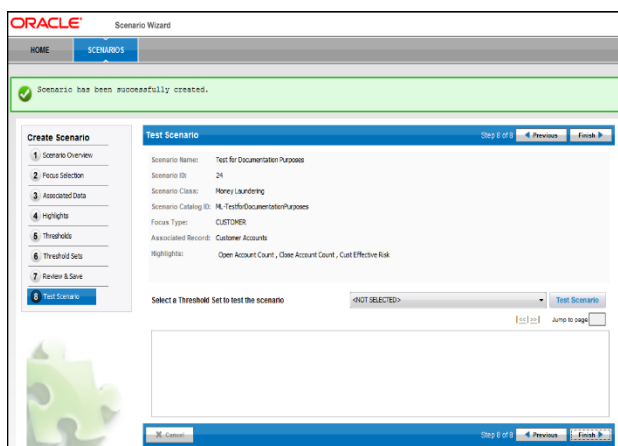 ORACLE Scenario Wizard
HOME SCENARIOS
Scenario has been successfully created.
Create Scenario
1 Scenario Overview
2 Focus Selection
3 Associated Data
4 Highlights
5 Thresholds
6 Threshold Sets
7 Review & Save
8 Test Scenario
Test Scenario Step 8 of 8 Previous Finish
Scenario Name: Test for Documentation Purposes
Scenario ID: 24
Scenario Class: Money Laundering
Scenario Catalog ID: ML-TestforDocumentationPurposes
Focus Type: CUSTOMER
Associated Record: Customer Accounts
Highlights: Open Account Count , Close Account Count , Cust Effective Risk
Select a Threshold Set to test the scenario <NOT SELECTED> Test Scenario
<< >> Jump to page
Cancel Step 8 of 8 Previous Finish